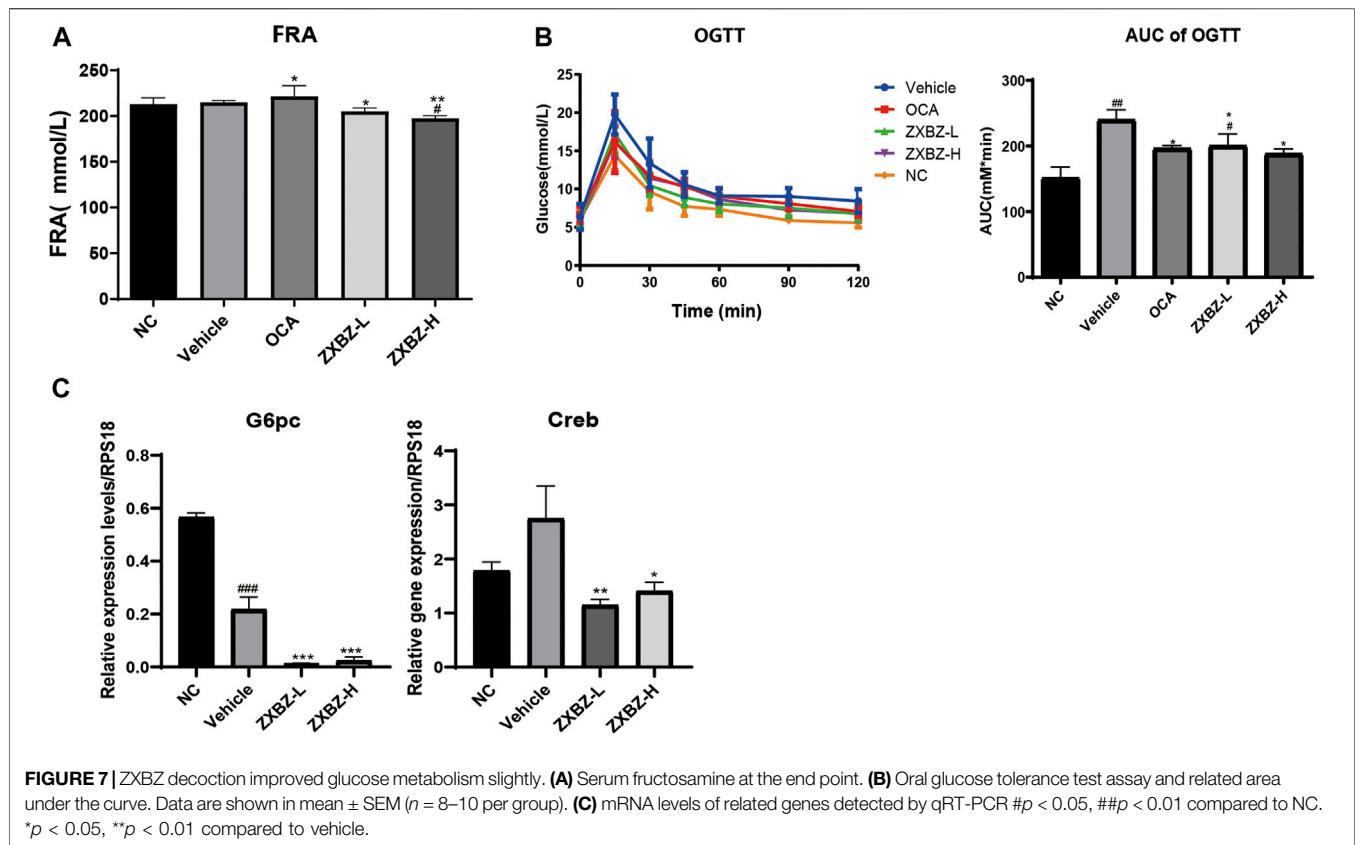 A
FRA
FRA( mmol/L)
250
200
150
100
50
0
*
*
**
#
NC
Vehicle
OCA
ZXBZ-L
ZXBZ-H
B
OGTT
Glucose(mmol/L)
25
20
15
10
5
0
0
30
60
90
120
Time (min)
Vehicle
OCA
ZXBZ-L
ZXBZ-H
NC
AUC of OGTT
AUC(mM*min)
300
200
100
0
##
*
*
#
*
NC
Vehicle
OCA
ZXBZ-L
ZXBZ-H
C
G6pc
Relative expression levels/RPS18
0.8
0.6
0.4
0.2
0.0
###
***
***
NC
Vehicle
ZXBZ-L
ZXBZ-H
Creb
Relative gene expression/RPS18
4
3
2
1
0
**
*
NC
Vehicle
ZXBZ-L
ZXBZ-H
FIGURE 7 | ZXBZ decoction improved glucose metabolism slightly. (A) Serum fructosamine at the end point. (B) Oral glucose tolerance test assay and related area
under the curve. Data are shown in mean ± SEM (n = 8–10 per group). (C) mRNA levels of related genes detected by qRT-PCR #p < 0.05, ##p < 0.01 compared to NC.
*p < 0.05, **p < 0.01 compared to vehicle.